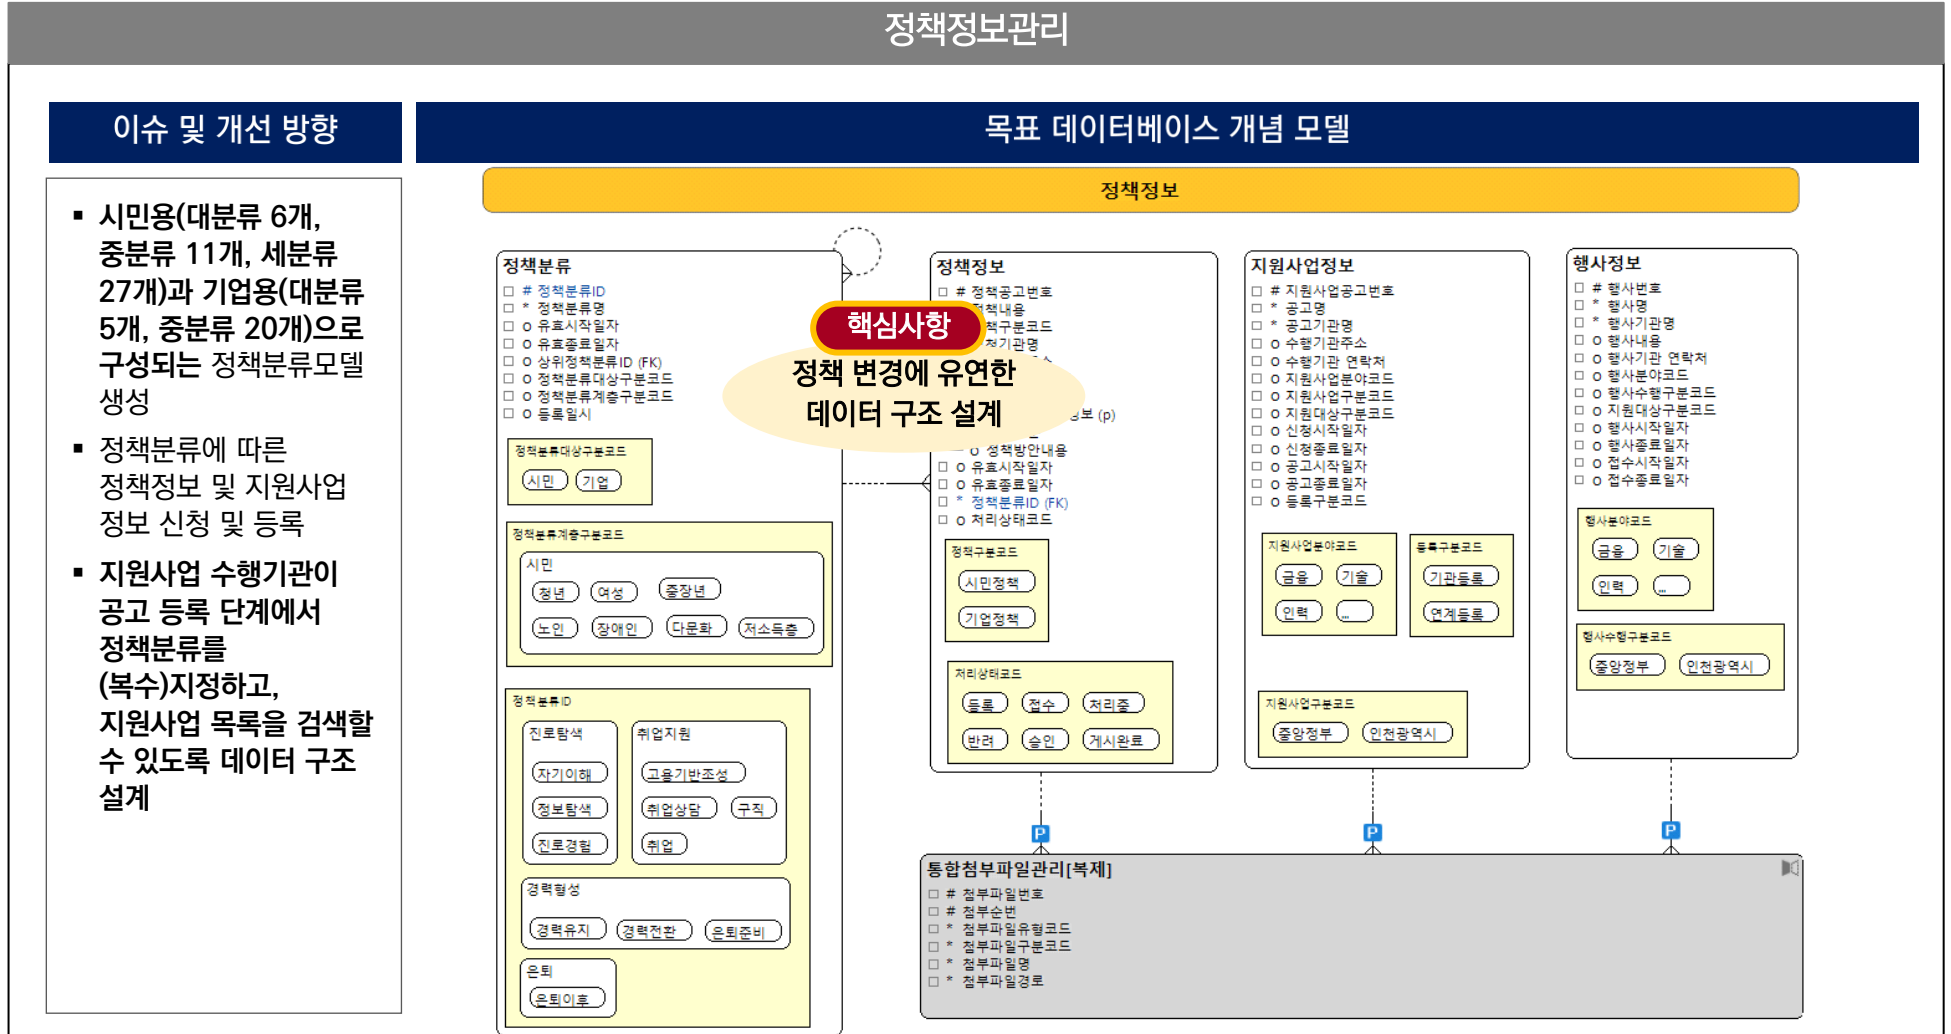 정책정보관리
이슈 및 개선 방향
▪ 시민용(대분류 6개,
중분류 11개, 세분류
27개)과 기업용(대분류
5개, 중분류 20개)으로
구성되는 정책분류모델
생성
▪ 정책분류에 따른
정책정보 및 지원사업
정보 신청 및 등록
▪ 지원사업 수행기관이
공고 등록 단계에서
정책분류를
(복수)지정하고,
지원사업 목록을 검색할
수 있도록 데이터 구조
설계
목표 데이터베이스 개념 모델
정책정보
정책분류
# 정책분류ID
* 정책분류명
o 유효시작일자
o 유효종료일자
o 상위정책분류ID (FK)
o 정책분류대상구분코드
o 정책분류계층구분코드
o 등록일시
정책분류대상구분코드
시민 기업
정책분류계층구분코드
시민
청년 여성 중장년
노인 장애인 다문화 저소득층
정책분류ID
진로탐색
자기이해
정보탐색
진로경험
취업지원
고용기반조성
취업상담 구직
취업
경력형성
경력유지 경력전환 은퇴준비
은퇴
은퇴이후
핵심사항
정책 변경에 유연한
데이터 구조 설계
정책정보
# 정책공고번호
책내용
책구분코드
기관명
보 (p)
o 정책방안내용
o 유효시작일자
o 유효종료일자
* 정책분류ID (FK)
o 처리상태코드
정책구분코드
시민정책
기업정책
처리상태코드
등록 접수 처리중
반려 승인 게시완료
지원사업정보
# 지원사업공고번호
* 공고명
* 공고기관명
o 수행기관주소
o 수행기관 연락처
o 지원사업분야코드
o 지원사업구분코드
o 지원대상구분코드
o 신청시작일자
o 신청종료일자
o 공고시작일자
o 공고종료일자
o 등록구분코드
지원사업분야코드
금융 기술
인력 ...
등록구분코드
기관등록
연계등록
지원사업구분코드
중앙정부 인천광역시
행사정보
# 행사번호
* 행사명
* 행사기관명
o 행사내용
o 행사기관 연락처
o 행사분야코드
o 행사수행구분코드
o 지원대상구분코드
o 행사시작일자
o 행사종료일자
o 접수시작일자
o 접수종료일자
행사분야코드
금융 기술
인력 ...
행사수행구분코드
중앙정부 인천광역시
P P P
통합첨부파일관리[복제]
# 첨부파일번호
# 첨부순번
* 첨부파일유형코드
* 첨부파일구분코드
* 첨부파일명
* 첨부파일경로